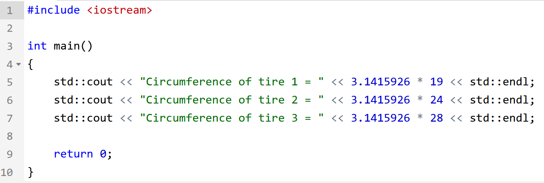 1 #include <iostream>
2
3 int main()
4 {
5     std::cout << "Circumference of tire 1 = " << 3.1415926 * 19 << std::endl;
6     std::cout << "Circumference of tire 2 = " << 3.1415926 * 24 << std::endl;
7     std::cout << "Circumference of tire 3 = " << 3.1415926 * 28 << std::endl;
8
9     return 0;
10 }